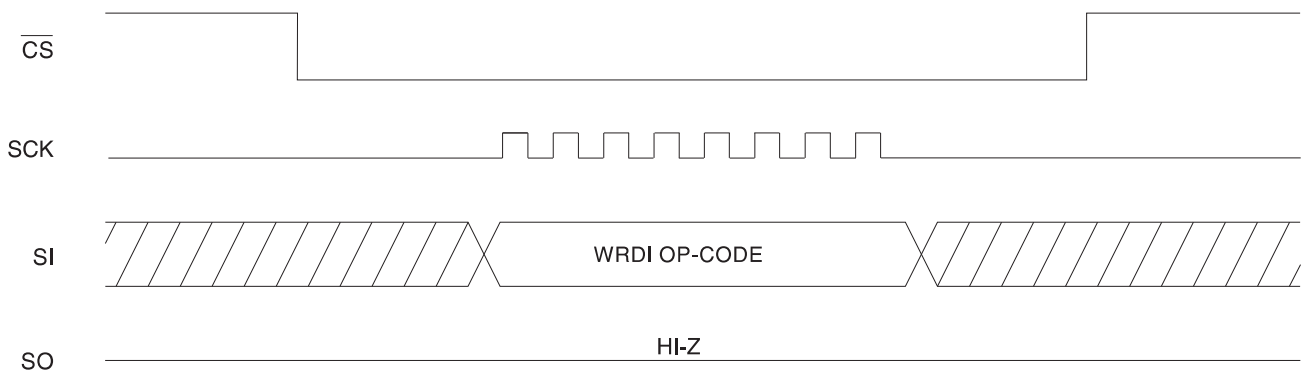 CS
SCK
SI
WRDI OP-CODE
HI-Z
SO